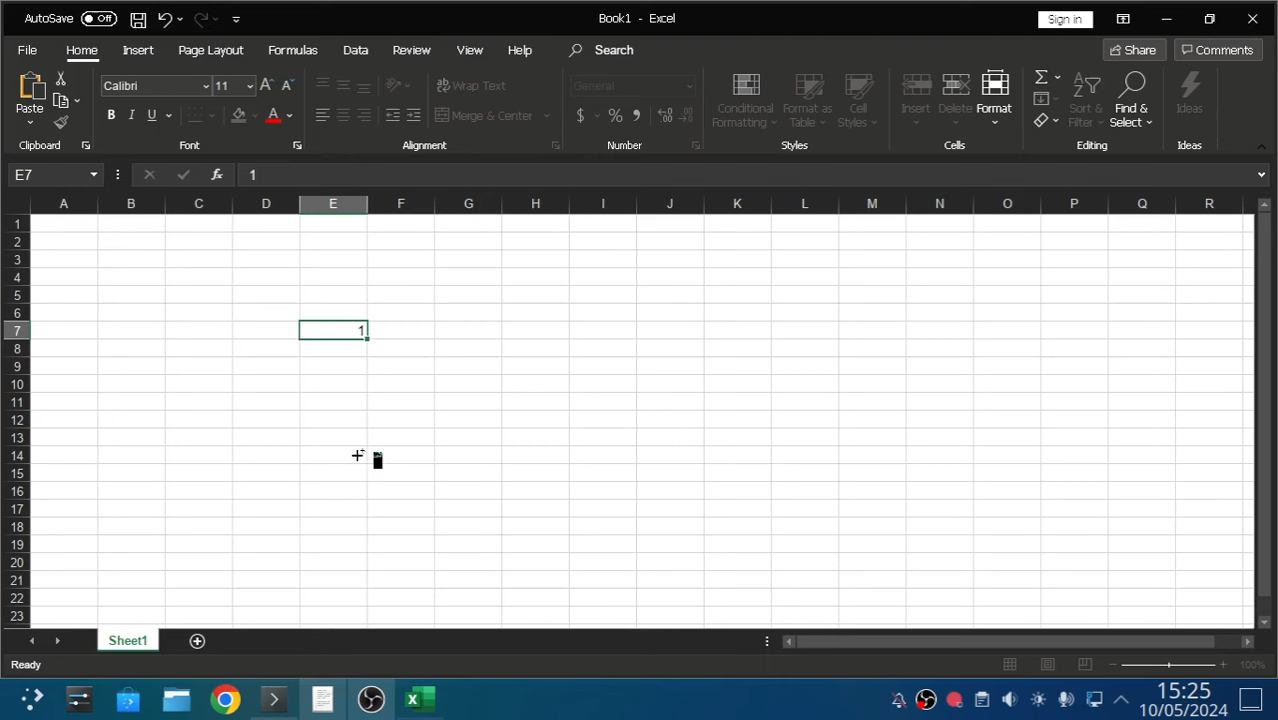 AutoSave Off Book1 - Excel Sign in
File Home Insert Page Layout Formulas Data Review View Help Search Share Comments
Paste Calibri 11 Wrap Text General Conditional Formatting Format as Table Cell Styles Insert Delete Format Sort & Filter Find & Select Ideas
B I U A Merge & Center $ %
Clipboard Font Alignment Number Styles Cells Editing Ideas
E7 fx 1
A B C D E F G H I J K L M N O P Q R
1
2
3
4
5
6
7 1
8
9
10
11
12
13
14
15
16
17
18
19
20
21
22
23
Sheet1
Ready 100%
15:25
10/05/2024